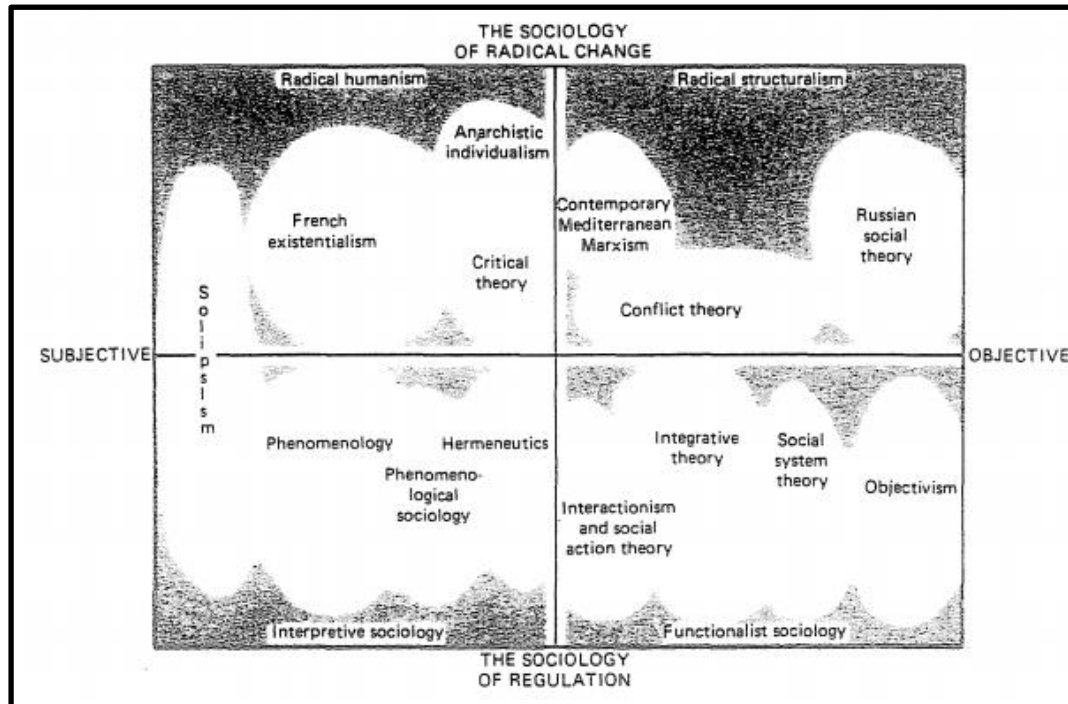 THE SOCIOLOGY
OF RADICAL CHANGE
Radical humanism
Radical structuralism
Anarchistic
individualism
French
existentialism
Critical
theory
Contemporary
Mediterranean
Marxism
Russian
social
theory
Conflict theory
Solipsism
SUBJECTIVE
OBJECTIVE
Phenomenology
Hermeneutics
Phenomeno-
logical
sociology
Integrative
theory
Social
system
theory
Objectivism
Interactionism
and social
action theory
Interpretive sociology
Functionalist sociology
THE SOCIOLOGY
OF REGULATION